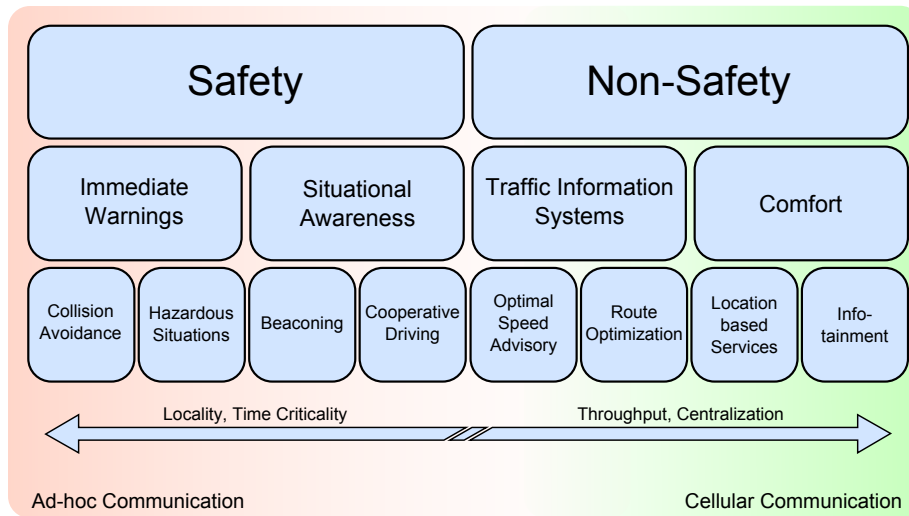 Safety
Non-Safety
Immediate
Warnings
Situational
Awareness
Traffic Information
Systems
Comfort
Collision
Avoidance
Hazardous
Situations
Beaconing
Cooperative
Driving
Optimal
Speed
Advisory
Route
Optimization
Location
based
Services
Info-
tainment
Locality, Time Criticality
Throughput, Centralization
Ad-hoc Communication
Cellular Communication